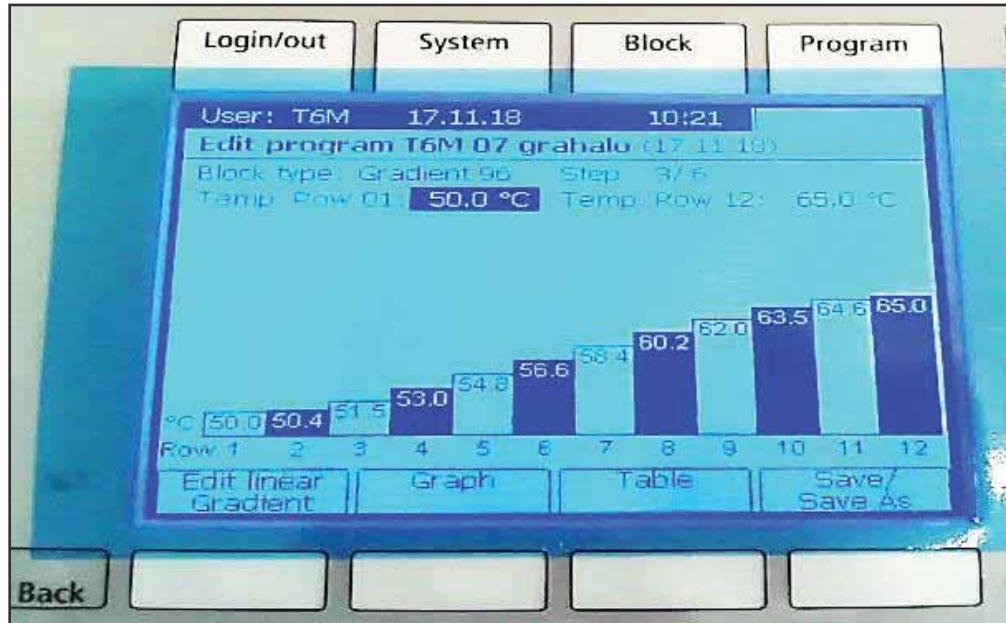 Login/out System Block Program
User: T6M 17.11.18 10:21
Edit program T6M 07 grahalo (17.11.18)
Block type: Gradient 96 Step 3/6
Temp. Row 01: 50.0 °C Temp. Row 12: 65.0 °C
°C 50.0 50.4 51.5 53.0 54.8 56.6 58.4 60.2 62.0 63.5 64.6 65.0
Row 1 2 3 4 5 6 7 8 9 10 11 12
Edit linear Graph Table Save/
Gradient Save As
Back